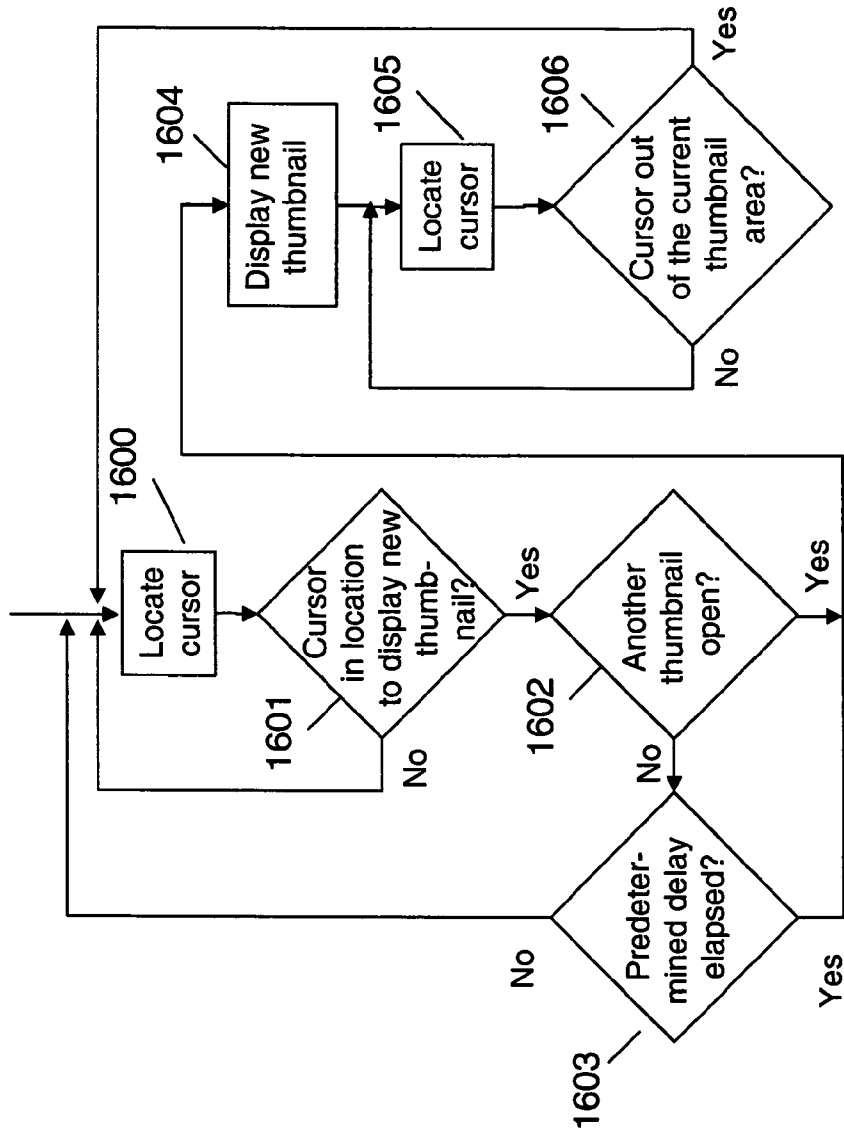 1600
Locate
cursor
1601
Cursor
in location
to display new
thumb-
nail?
No
Yes
1602
Another
thumbnail
open?
No
Yes
1603
Predeter-
mined delay
elapsed?
No
Yes
1604
Display new
thumbnail
1605
Locate
cursor
1606
Cursor out
of the current
thumbnail
area?
No
Yes